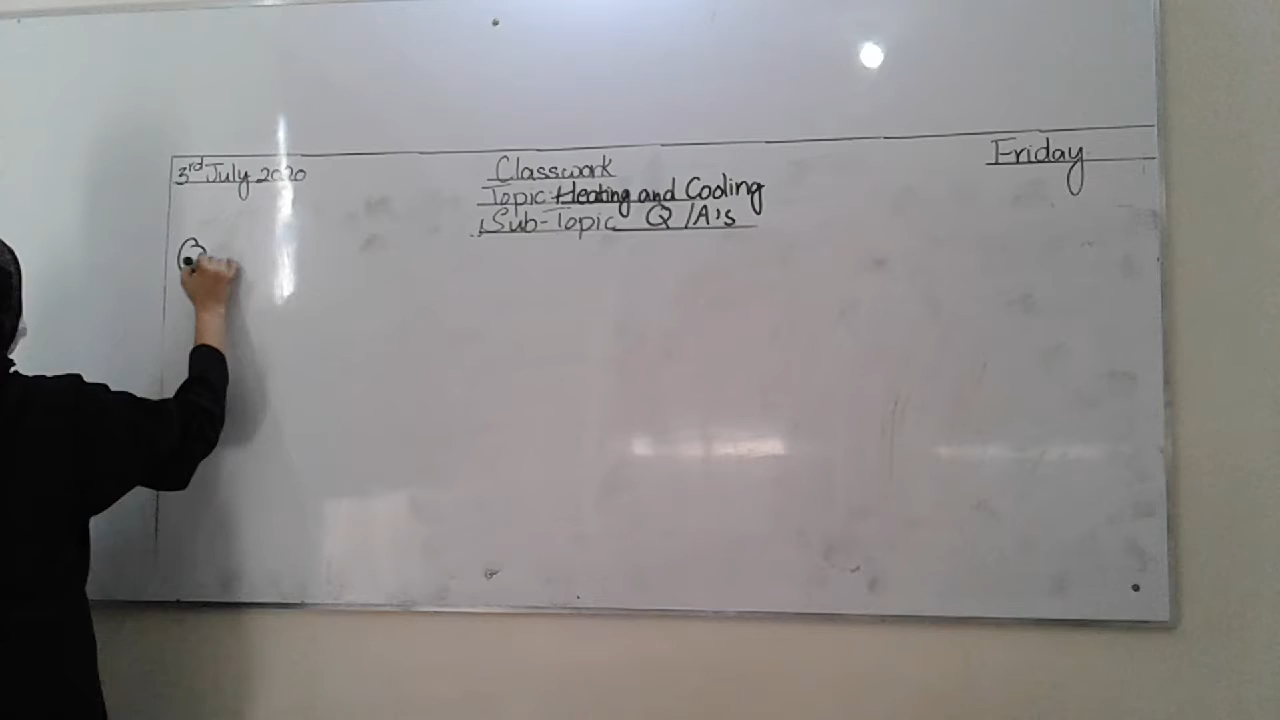 3rd July 2020 Classwork Friday
Topic: Heating and Cooling
Sub-Topic Q/A's
Q